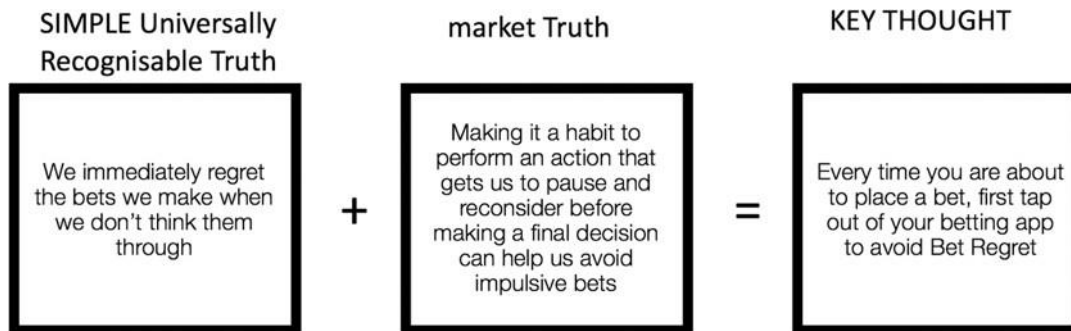 SIMPLE Universally
Recognisable Truth
market Truth
KEY THOUGHT
We immediately regret
the bets we make when
we don't think them
through
+
Making it a habit to
perform an action that
gets us to pause and
reconsider before
making a final decision
can help us avoid
impulsive bets
=
Every time you are about
to place a bet, first tap
out of your betting app
to avoid Bet Regret